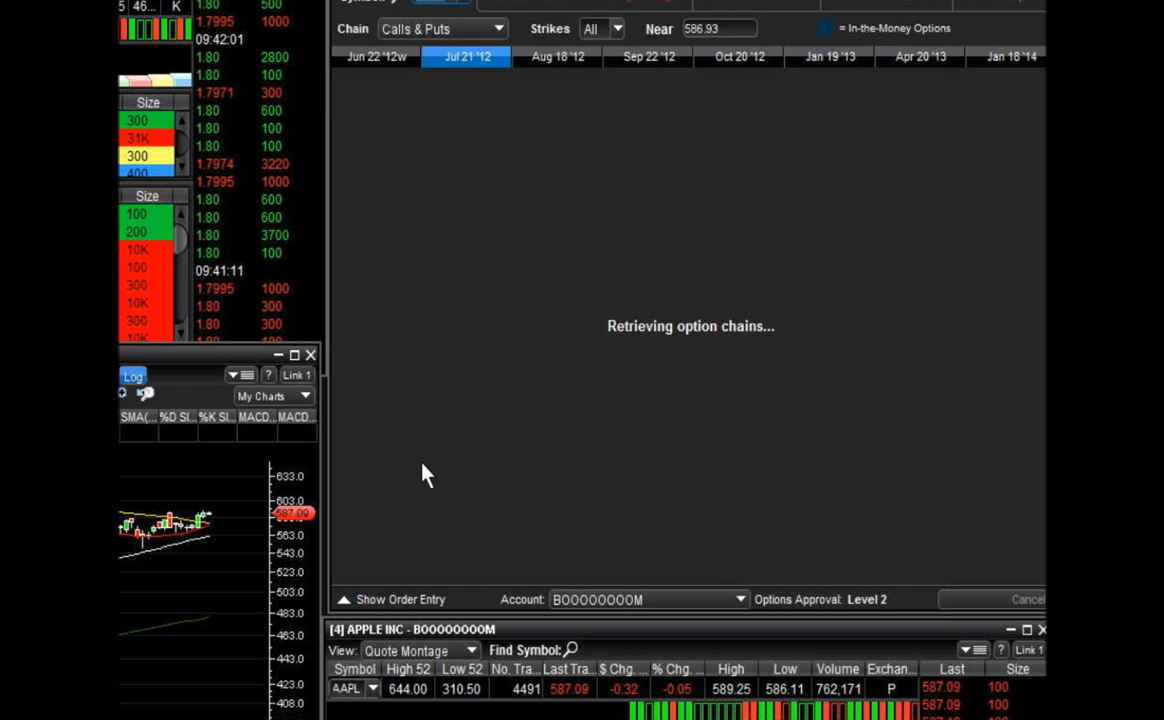 5 46... K
1.80 500
1.7995 1000
09:42:01
1.80 2800
1.80 100
1.7971 300
1.80 600
1.80 100
1.80 100
1.7974 3220
1.7995 1000
1.80 600
1.80 600
1.80 3700
1.80 100
09:41:11
1.7995 1000
1.80 300
1.80 300
1.80 100
Size
300
31K
300
400
Size
100
200
10K
100
300
10K
300
10K
Chain Calls & Puts Strikes All Near 586.93 = In-the-Money Options
Jun 22 '12w Jul 21 '12 Aug 18 '12 Sep 22 '12 Oct 20 '12 Jan 19 '13 Apr 20 '13 Jan 18 '14
Retrieving option chains...
Log ? Link 1
My Charts
SMA(... %D Sl... %K Sl... MACD... MACD...
633.0
603.0
587.09
563.0
543.0
523.0
503.0
483.0
463.0
443.0
423.0
408.0
Show Order Entry Account: BOOOOOOOOM Options Approval: Level 2 Cancel
[4] APPLE INC - BOOOOOOOOM
View: Quote Montage Find Symbol: ? Link 1
Symbol High 52 Low 52 No. Tra... Last Tra... $ Chg. ... % Chg. ... High Low Volume Exchan... Last Size
AAPL 644.00 310.50 4491 587.09 -0.32 -0.05 589.25 586.11 762,171 P 587.09 100
587.09 100